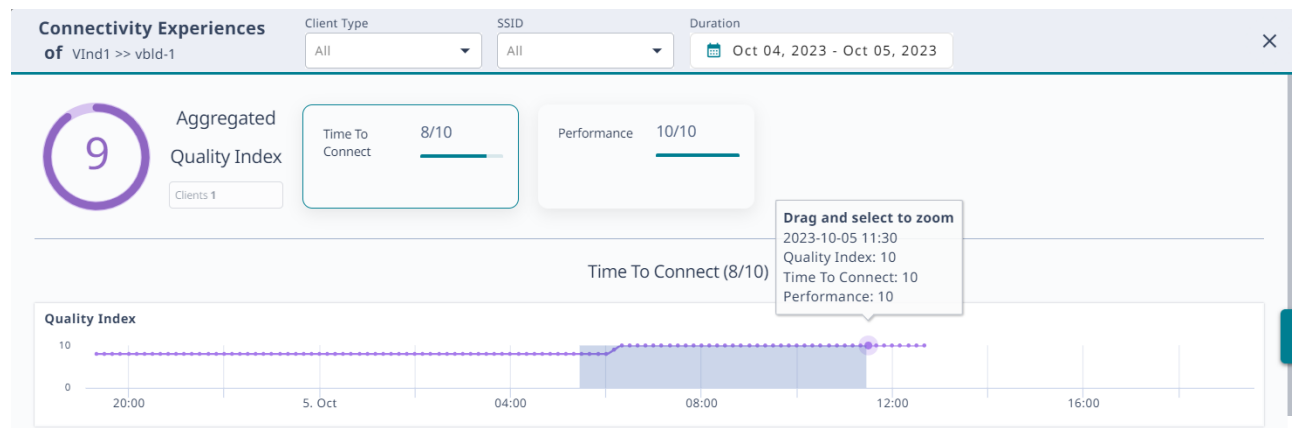 Connectivity Experiences
of VInd1 >> vbld-1
Client Type
All
SSID
All
Duration
Oct 04, 2023 - Oct 05, 2023
9
Aggregated
Quality Index
Clients 1
Time To
Connect
8/10
Performance
10/10
Drag and select to zoom
2023-10-05 11:30
Quality Index: 10
Time To Connect: 10
Performance: 10
Time To Connect (8/10)
Quality Index
10
0
20:00 5. Oct 04:00 08:00 12:00 16:00